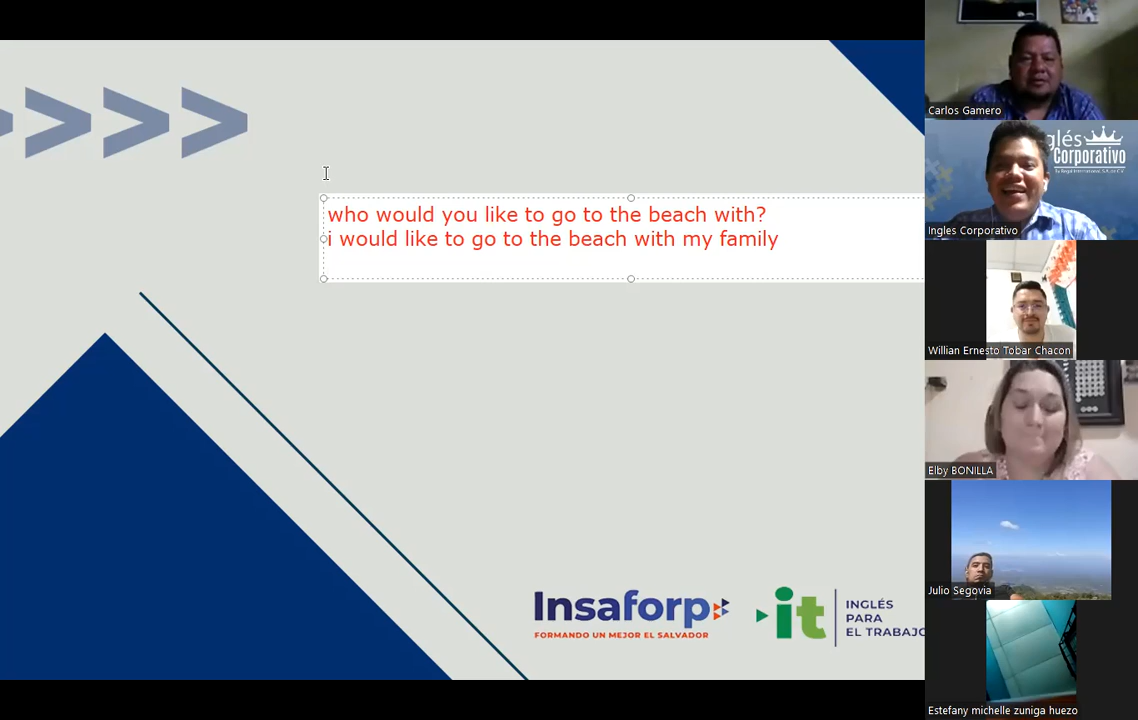 who would you like to go to the beach with?
i would like to go to the beach with my family
Insaforp
FORMANDO UN MEJOR EL SALVADOR
it
INGLÉS
PARA
EL TRABAJO
Carlos Gamero
glés
Corporativo
Ingles Corporativo
Willian Ernesto Tobar Chacon
Elby BONILLA
Julio Segovia
Estefany michelle zuniga huezo